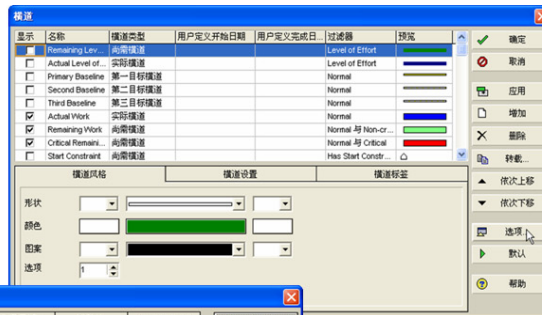 横道
显示 名称 横道类型 用户定义开始日期 用户定义完成日... 过滤器 预览
Remaining Lev... 尚需横道 Level of Effort
Actual Level of... 实际横道 Level of Effort
Primary Baseline 第一目标横道 Normal
Second Baseline 第二目标横道 Normal
Third Baseline 第三目标横道 Normal
Actual Work 实际横道 Normal
Remaining Work 尚需横道 Normal 与 Non-cr...
Critical Remaini... 尚需横道 Normal 与 Critical
Start Constraint 尚需横道 Has Start Constr...
横道风格 横道设置 横道标签
形状
颜色
图案
选项 1
确定
取消
应用
增加
删除
转载...
依次上移
依次下移
选项...
默认
帮助